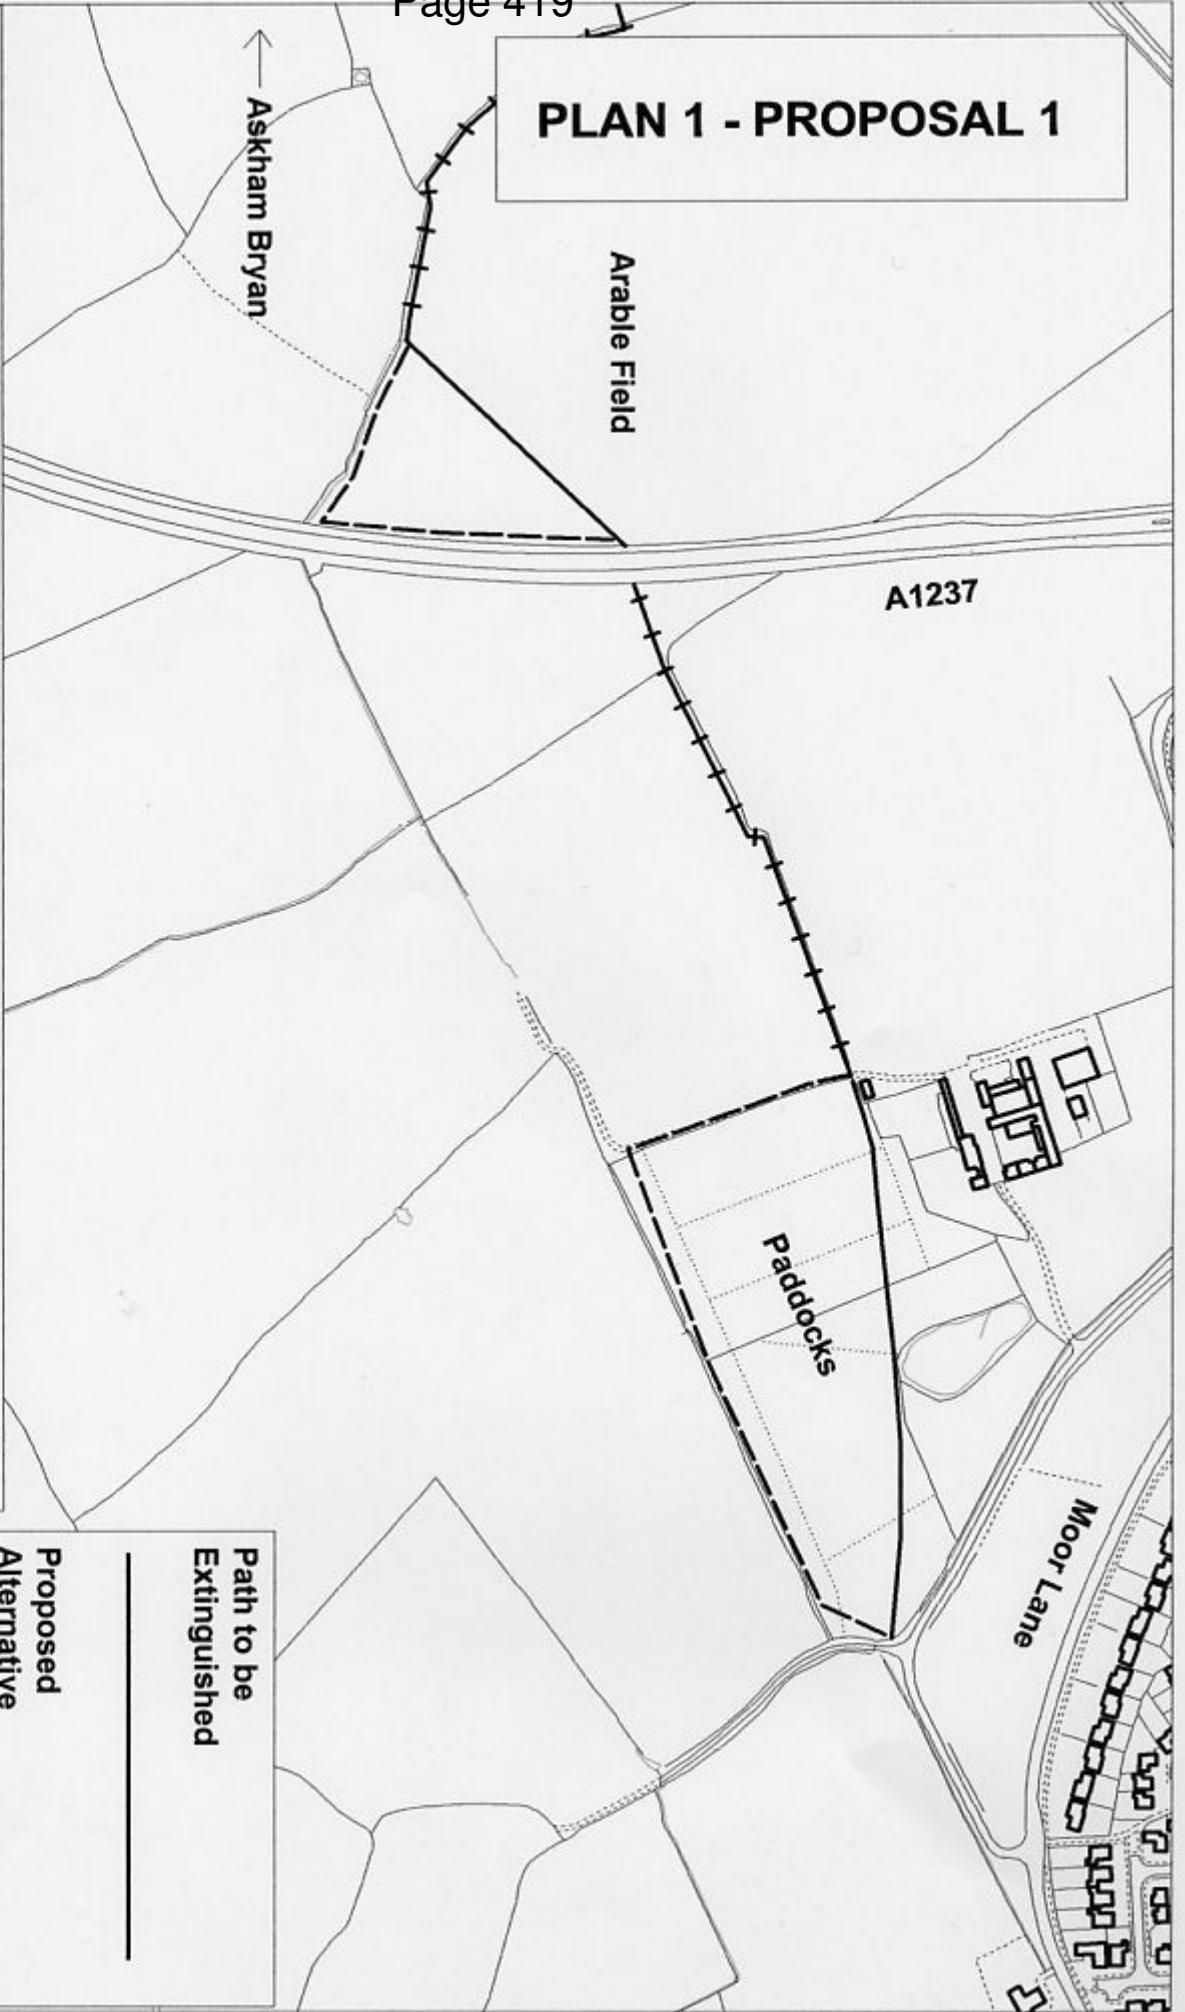 Page 419
PLAN 1 - PROPOSAL 1
Askham Bryan
Arable Field
A1237
Paddocks
Moor Lane
Path to be
Extinguished
Proposed
Alternative